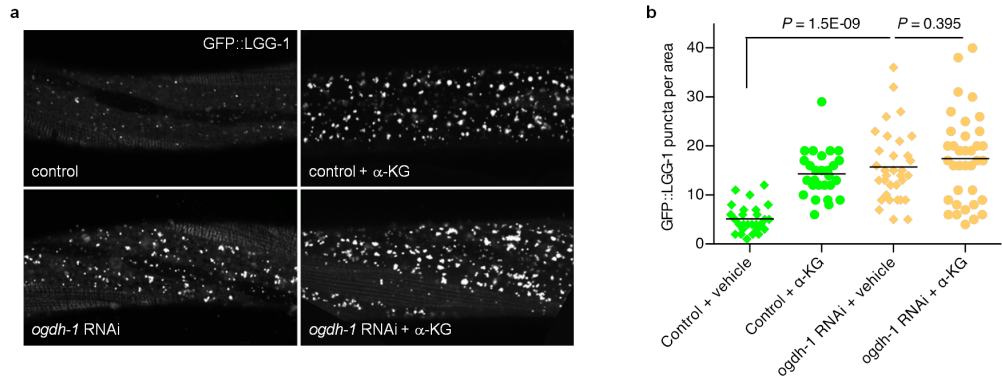 a
GFP::LGG-1
control
control + α-KG
ogdh-1 RNAi
ogdh-1 RNAi + α-KG
b
P = 1.5E-09
P = 0.395
GFP::LGG-1 puncta per area
40
30
20
10
0
Control + vehicle
Control + α-KG
ogdh-1 RNAi + vehicle
ogdh-1 RNAi + α-KG